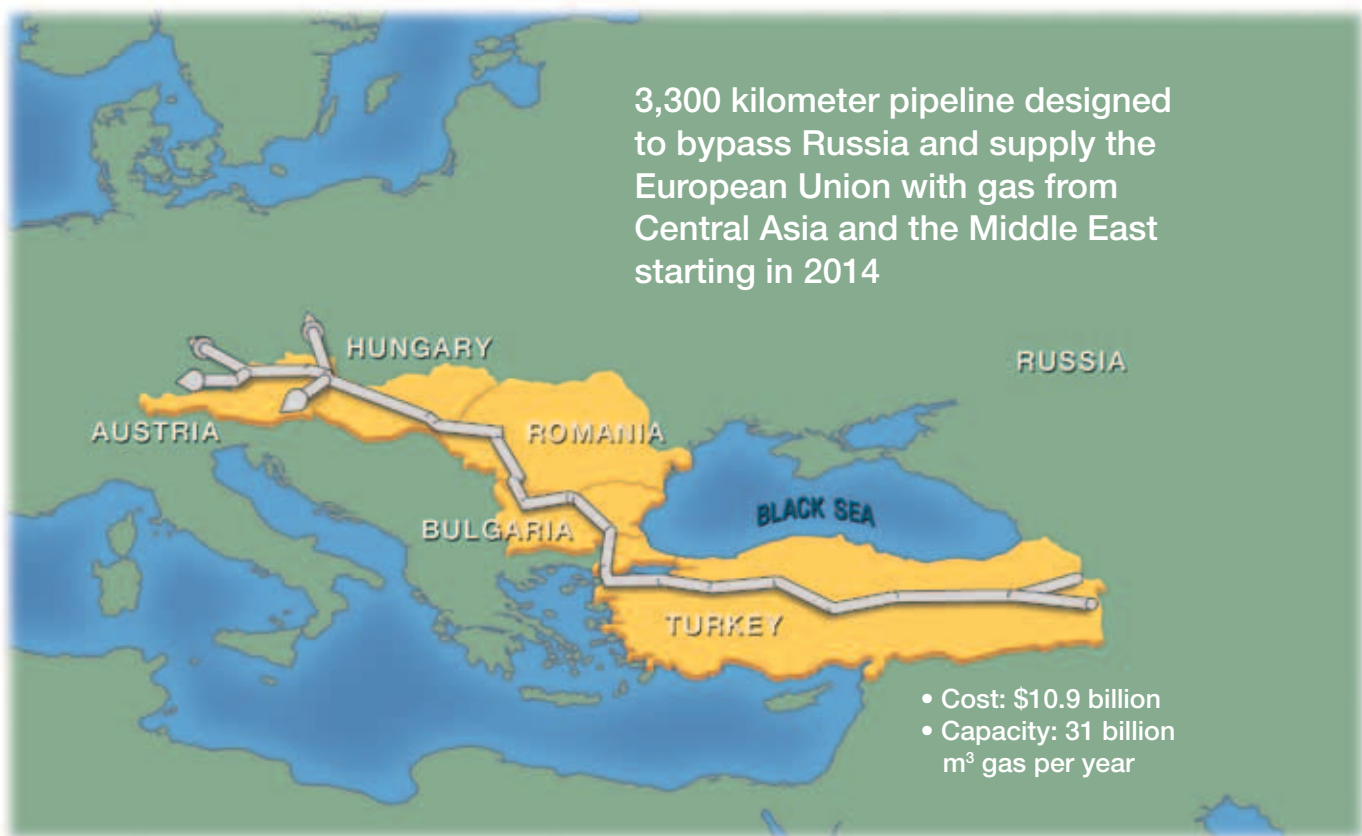 3,300 kilometer pipeline designed
to bypass Russia and supply the
European Union with gas from
Central Asia and the Middle East
starting in 2014
HUNGARY
RUSSIA
AUSTRIA
ROMANIA
BLACK SEA
BULGARIA
TURKEY
• Cost: $10.9 billion
• Capacity: 31 billion
m³ gas per year